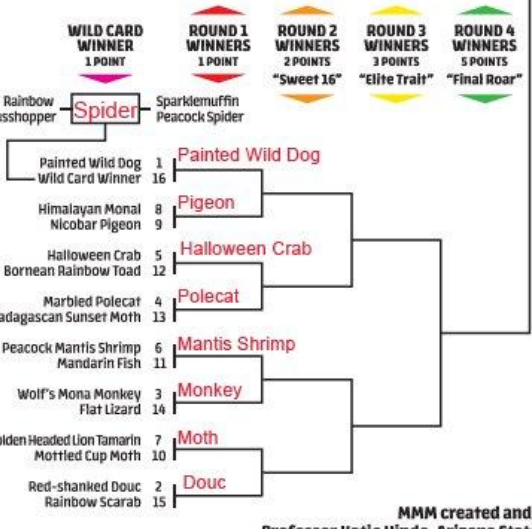 WILD CARD
WINNER
1 POINT
ROUND 1
WINNERS
1 POINT
ROUND 2
WINNERS
2 POINTS
"Sweet 16"
ROUND 3
WINNERS
3 POINTS
"Elite Trait"
ROUND 4
WINNERS
5 POINTS
"Final Roar"
Rainbow
sshopper
Spider
Sparklemuffin
Peacock Spider
Painted Wild Dog 1
Wild Card Winner 16
Painted Wild Dog
Himalayan Monal 8
Nicobar Pigeon 9
Pigeon
Halloween Crab 5
Bornean Rainbow Toad 12
Halloween Crab
Marbled Polecat 4
adagascan Sunset Moth 13
Polecat
Peacock Mantis Shrimp 6
Mandarin Fish 11
Mantis Shrimp
Wolf's Mona Monkey 3
Flat Lizard 14
Monkey
olden Headed Lion Tamarin 7
Mottled Cup Moth 10
Moth
Red-shanked Douc 2
Rainbow Scarab 15
Douc
MMM created and